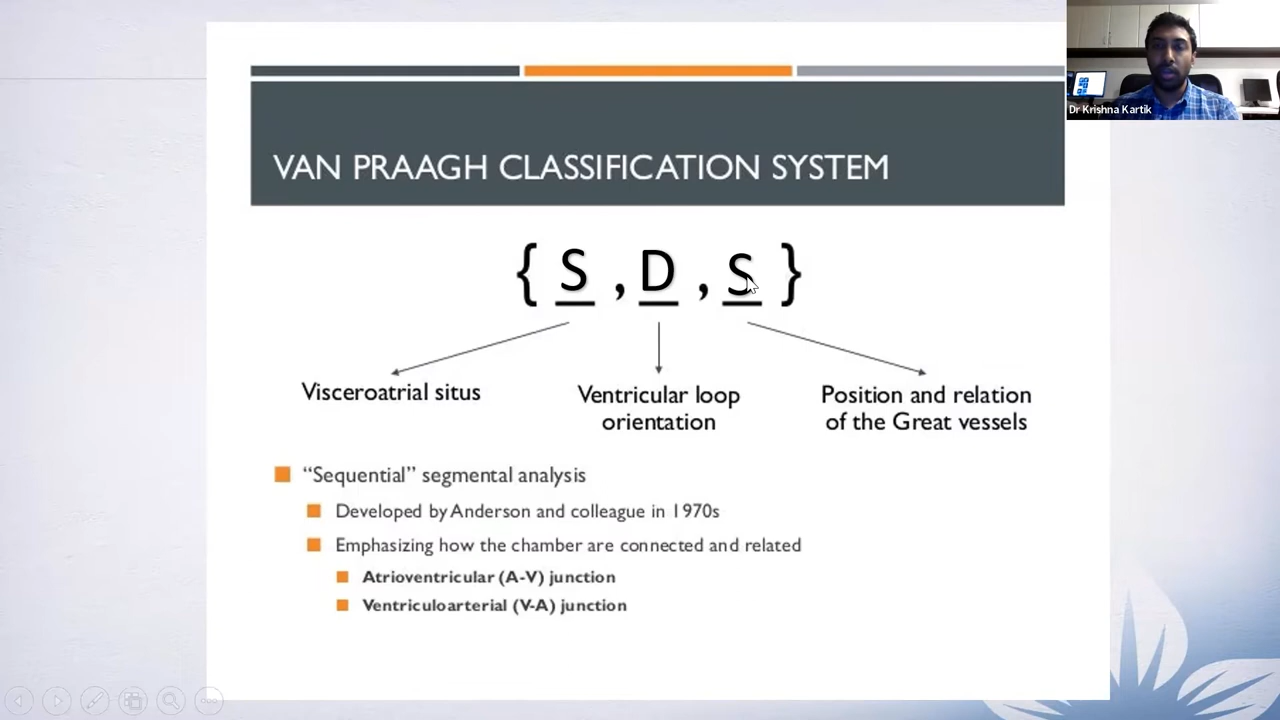 Dr Krishna Kartik
VAN PRAAGH CLASSIFICATION SYSTEM
{ S , D , S }
Visceroatrial situs
Ventricular loop
orientation
Position and relation
of the Great vessels
“Sequential” segmental analysis
Developed by Anderson and colleague in 1970s
Emphasizing how the chamber are connected and related
Atrioventricular (A-V) junction
Ventriculoarterial (V-A) junction